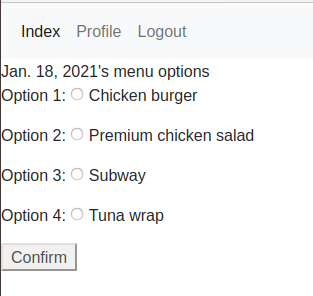 Index Profile Logout
Jan. 18, 2021's menu options
Option 1: Chicken burger
Option 2: Premium chicken salad
Option 3: Subway
Option 4: Tuna wrap
Confirm